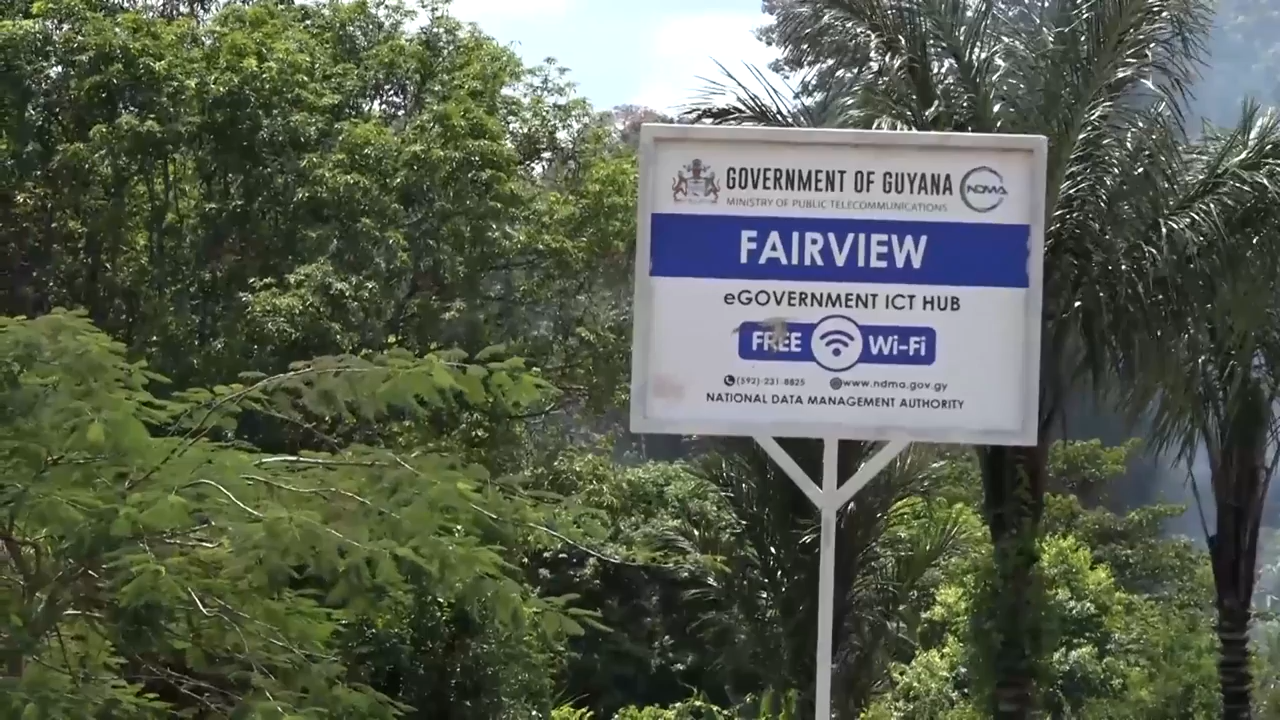 GOVERNMENT OF GUYANA NDMA
MINISTRY OF PUBLIC TELECOMMUNICATIONS
FAIRVIEW
eGOVERNMENT ICT HUB
FREE Wi-Fi
(592)-231-8825 www.ndma.gov.gy
NATIONAL DATA MANAGEMENT AUTHORITY